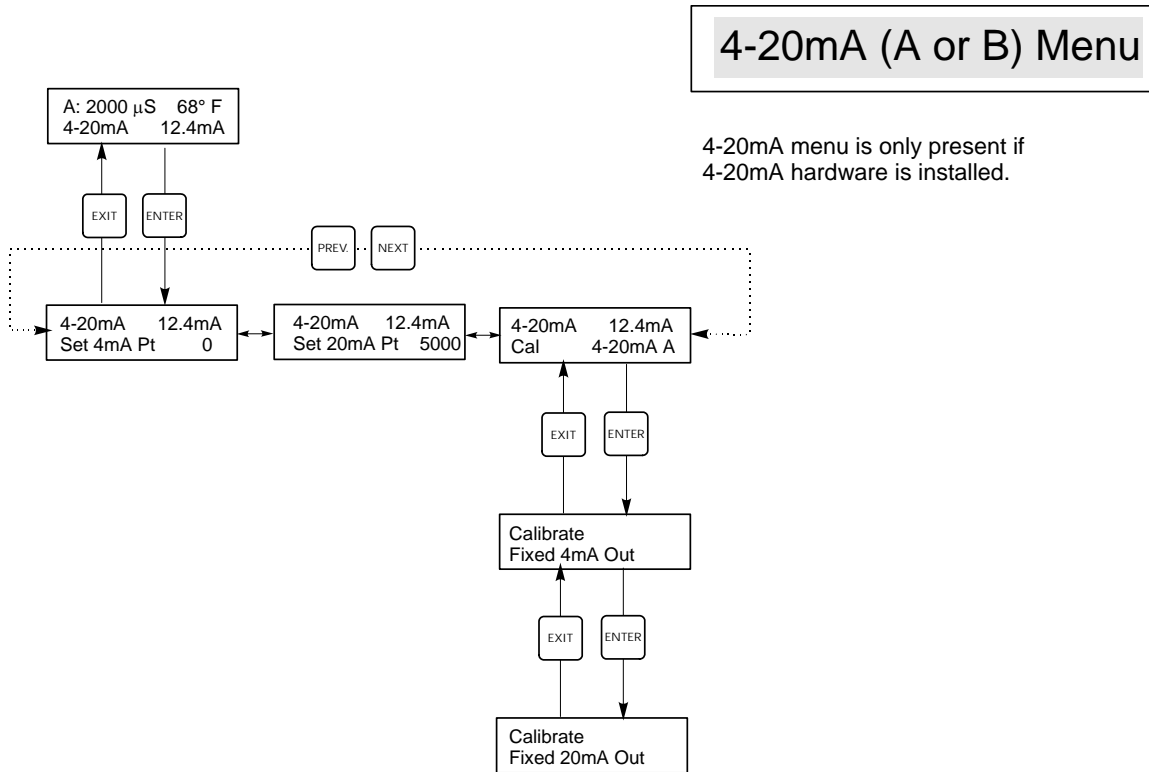 4-20mA (A or B) Menu
A: 2000 μS 68° F
4-20mA 12.4mA
4-20mA menu is only present if
4-20mA hardware is installed.
EXIT
ENTER
PREV.
NEXT
4-20mA 12.4mA
Set 4mA Pt 0
4-20mA 12.4mA
Set 20mA Pt 5000
4-20mA 12.4mA
Cal 4-20mA A
EXIT
ENTER
Calibrate
Fixed 4mA Out
EXIT
ENTER
Calibrate
Fixed 20mA Out